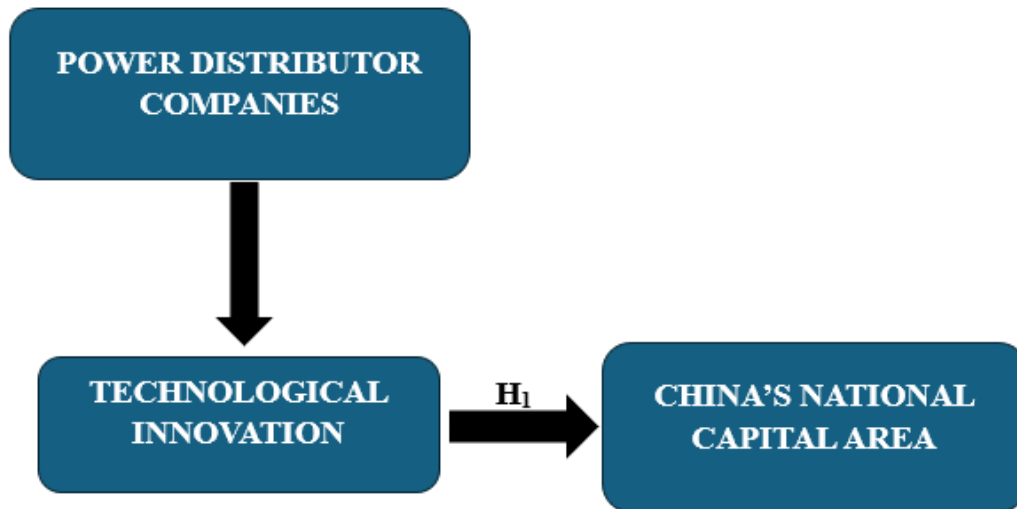 POWER DISTRIBUTOR
COMPANIES
TECHNOLOGICAL
INNOVATION
H₁
CHINA’S NATIONAL
CAPITAL AREA